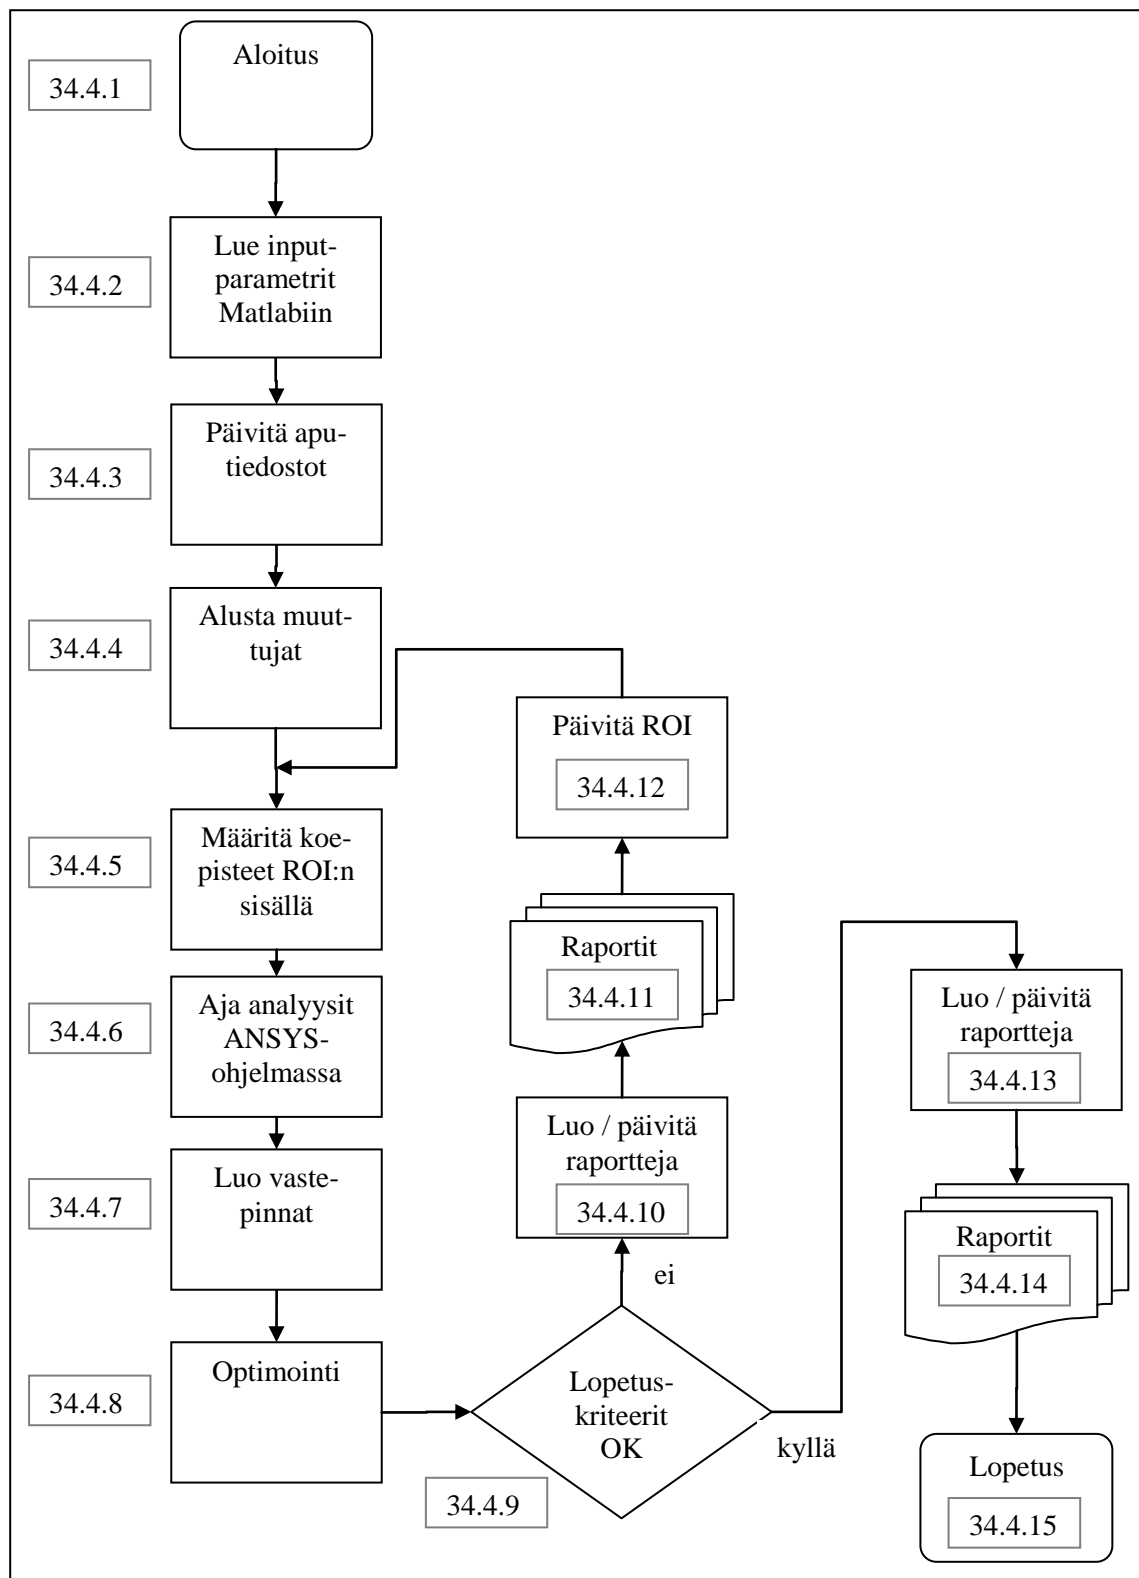 34.4.1
Aloitus
34.4.2
Lue input-
parametrit
Matlabiin
34.4.3
Päivitä apu-
tiedostot
34.4.4
Alusta muut-
tujat
34.4.5
Määritä koe-
pisteet ROI:n
sisällä
34.4.6
Aja analyysit
ANSYS-
ohjelmassa
34.4.7
Luo vaste-
pinnat
34.4.8
Optimointi
Lopetus-
kriteerit
OK
34.4.9
ei
kyllä
Luo / päivitä
raportteja
34.4.10
Raportit
34.4.11
Päivitä ROI
34.4.12
Luo / päivitä
raportteja
34.4.13
Raportit
34.4.14
Lopetus
34.4.15